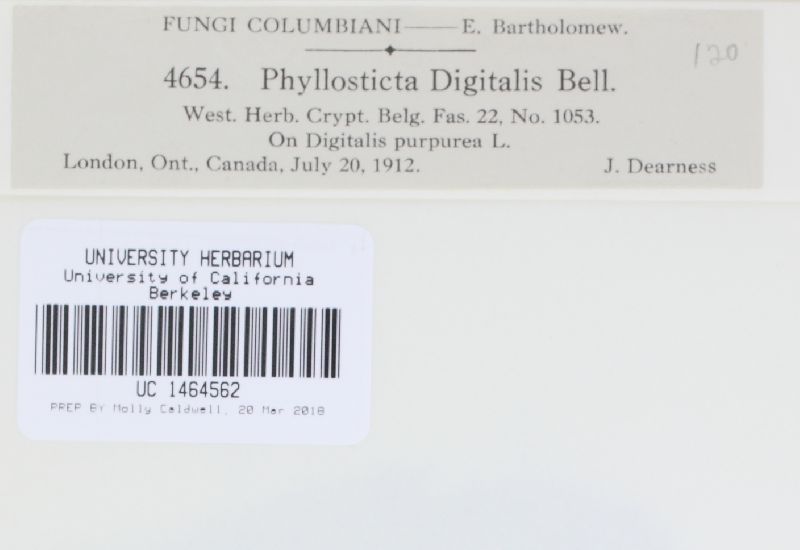 FUNGI COLUMBIANI—E. Bartholomew.
120
4654. Phyllosticta Digitalis Bell.
West. Herb. Crypt. Belg. Fas. 22, No. 1053.
On Digitalis purpurea L.
London, Ont., Canada, July 20, 1912. J. Dearness
UNIVERSITY HERBARIUM
University of California
Berkeley
UC 1464562
PREP BY Molly Caldwell, 20 Mar 2018